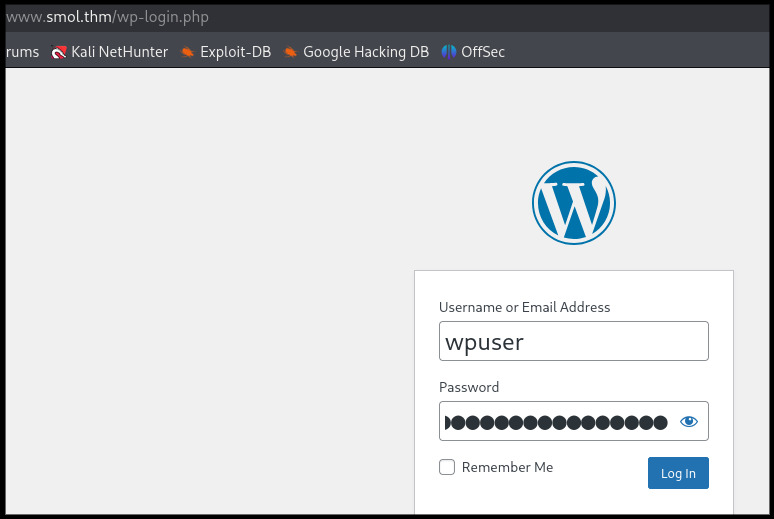 www.smol.thm/wp-login.php
rums Kali NetHunter Exploit-DB Google Hacking DB OffSec
Username or Email Address
wpuser
Password
Remember Me Log In